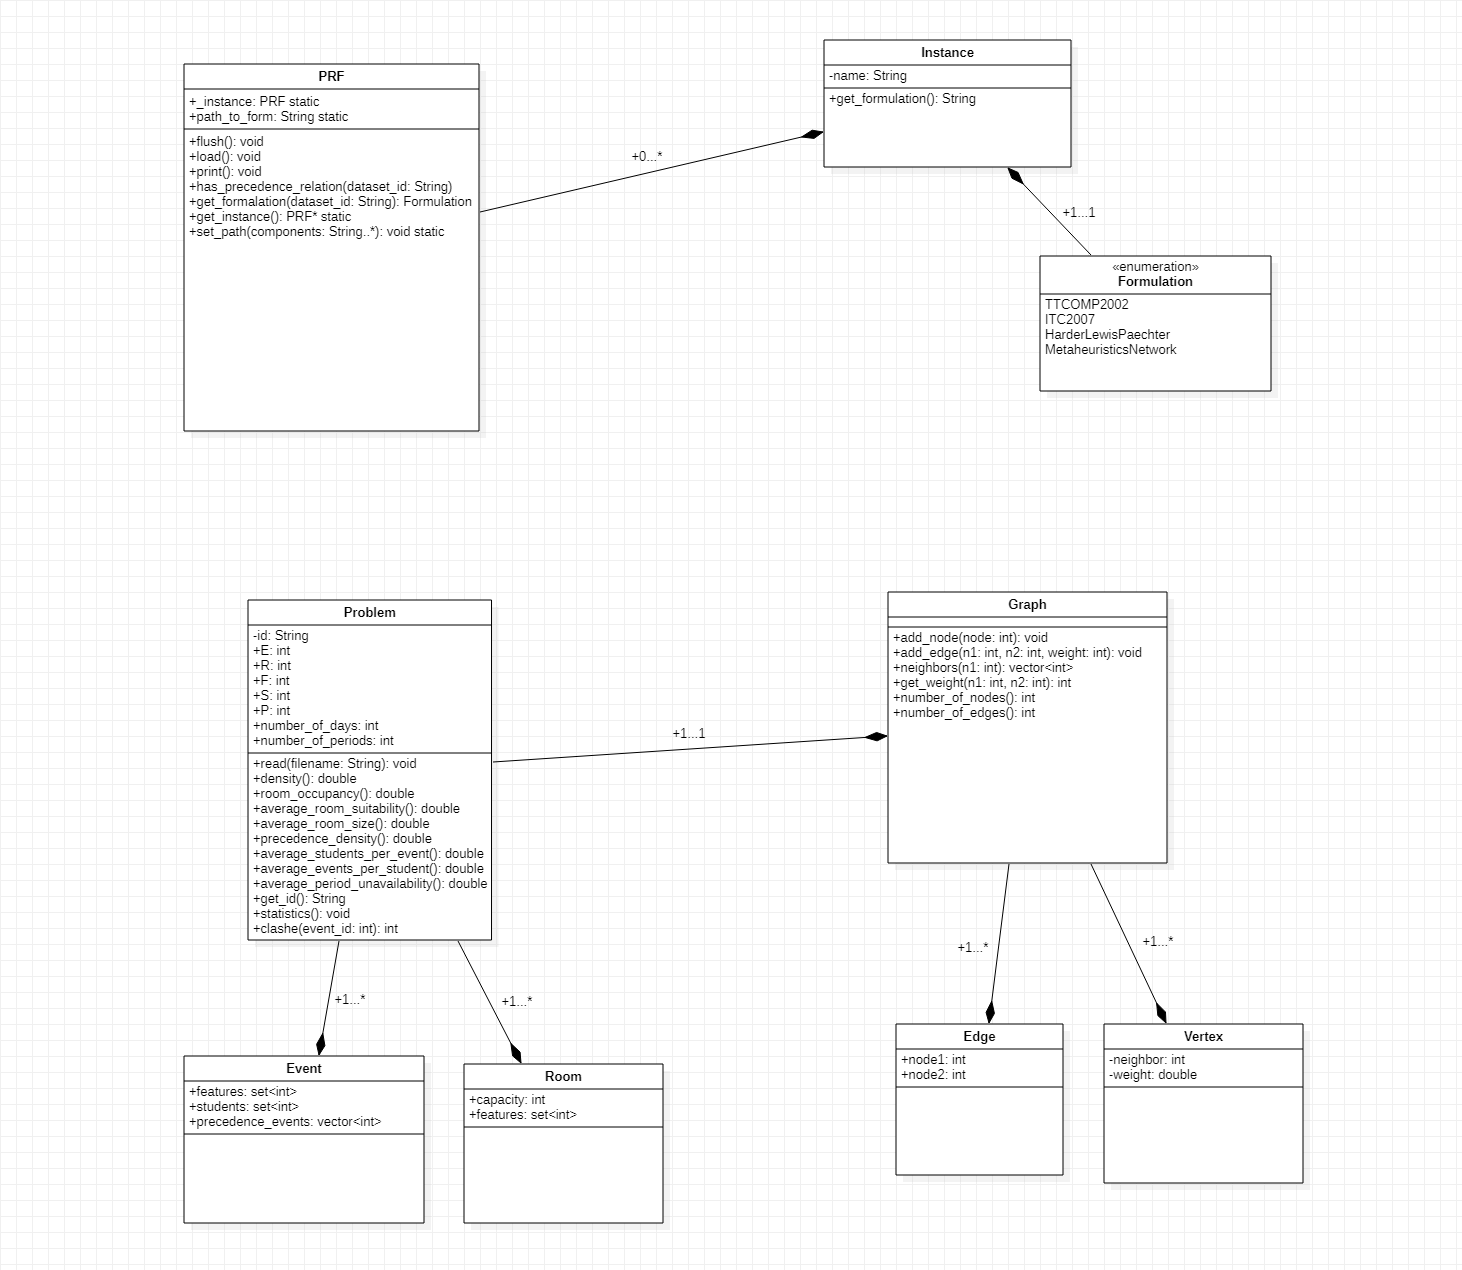 PRF
+_instance: PRF static
+path_to_form: String static
+flush(): void
+load(): void
+print(): void
+has_precedence_relation(dataset_id: String)
+get_formalation(dataset_id: String): Formulation
+get_instance(): PRF* static
+set_path(components: String..*): void static
+0...*
Instance
-name: String
+get_formulation(): String
+1...1
«enumeration»
Formulation
TTCOMP2002
ITC2007
HarderLewisPaechter
MetaheuristicsNetwork
Problem
-id: String
+E: int
+R: int
+F: int
+S: int
+P: int
+number_of_days: int
+number_of_periods: int
+read(filename: String): void
+density(): double
+room_occupancy(): double
+average_room_suitability(): double
+average_room_size(): double
+precedence_density(): double
+average_students_per_event(): double
+average_events_per_student(): double
+average_period_unavailability(): double
+get_id(): String
+statistics(): void
+clashe(event_id: int): int
+1...1
Graph
+add_node(node: int): void
+add_edge(n1: int, n2: int, weight: int): void
+neighbors(n1: int): vector<int>
+get_weight(n1: int, n2: int): int
+number_of_nodes(): int
+number_of_edges(): int
+1...*
+1...*
+1...*
+1...*
Event
+features: set<int>
+students: set<int>
+precedence_events: vector<int>
Room
+capacity: int
+features: set<int>
Edge
+node1: int
+node2: int
Vertex
-neighbor: int
-weight: double